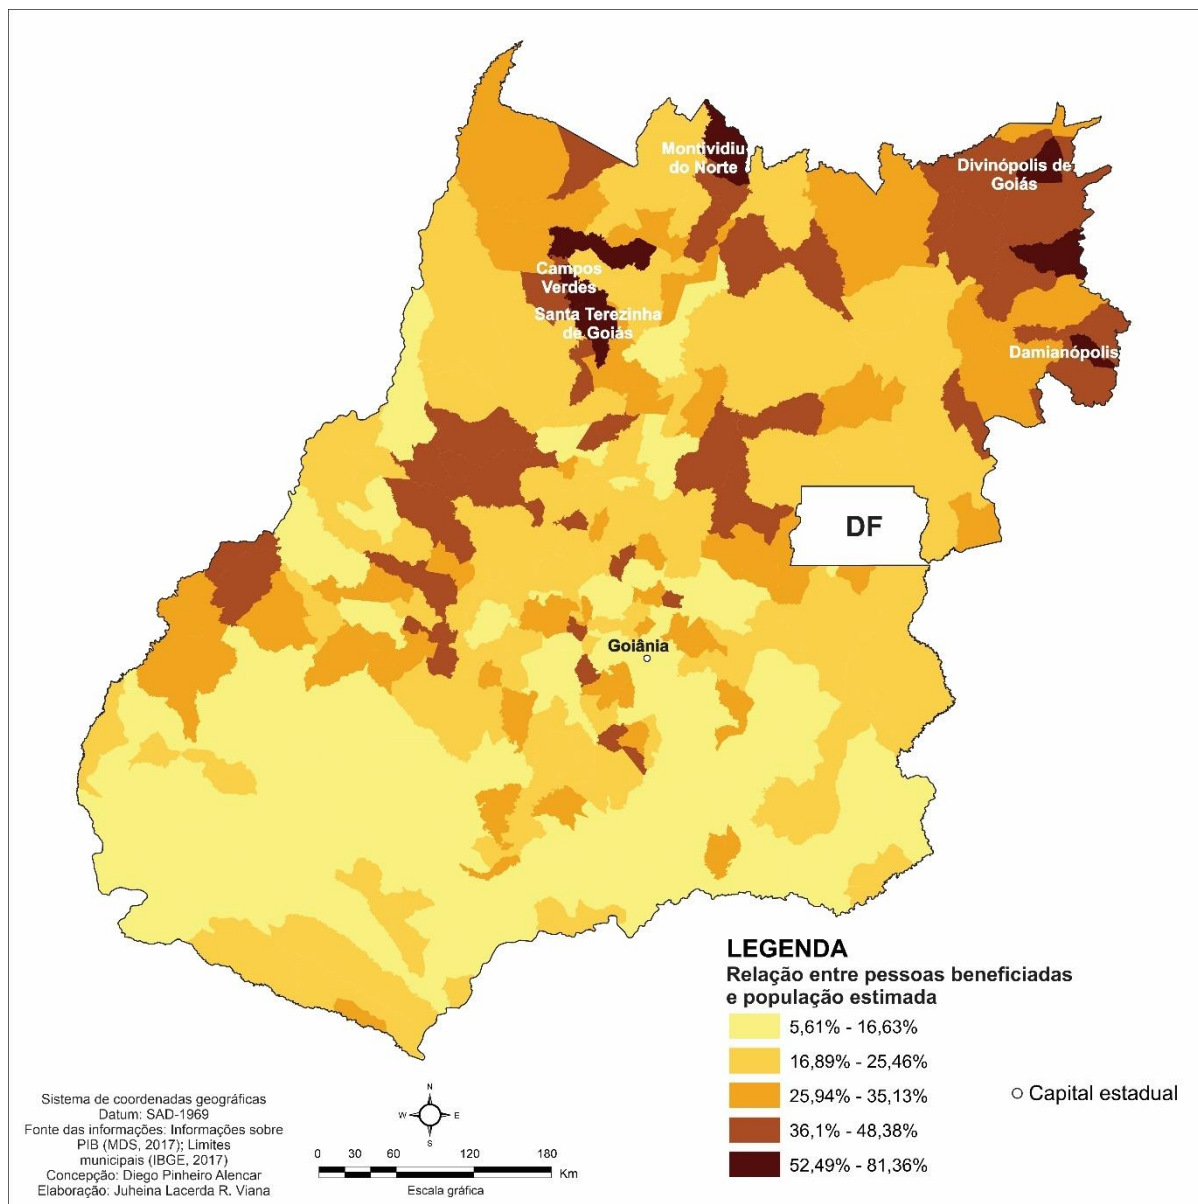 Montividiu
do Norte
Divinópolis de
Goiás
Campos
Verdes
Santa Terezinha
de Goiás
Damianópolis
DF
Goiânia
LEGENDA
Relação entre pessoas beneficiadas
e população estimada
5,61% - 16,63%
16,89% - 25,46%
25,94% - 35,13%
36,1% - 48,38%
52,49% - 81,36%
Capital estadual
Sistema de coordenadas geográficas
Datum: SAD-1969
Fonte das informações: Informações sobre
PIB (MDS, 2017); Limites
municipais (IBGE, 2017)
Concepção: Diego Pinheiro Alencar
Elaboração: Juheina Lacerda R. Viana
N
W E
S
0 30 60 120 180
Km
Escala gráfica